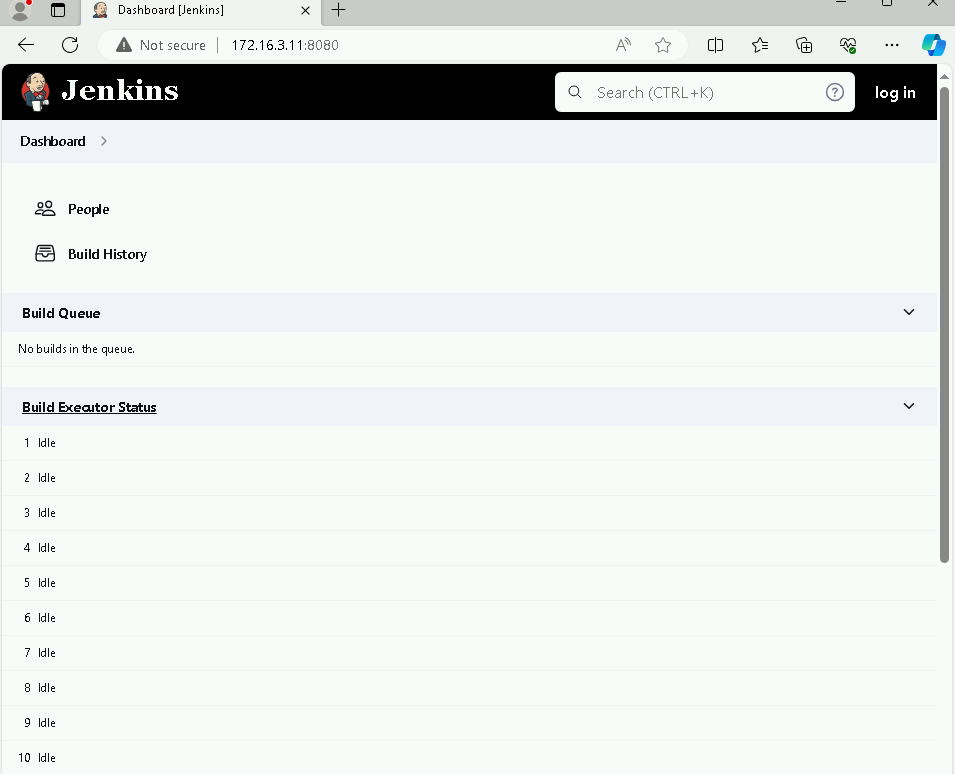 Dashboard [Jenkins]
Not secure | 172.16.3.11:8080
Jenkins
Search (CTRL+K)
log in
Dashboard
People
Build History
Build Queue
No builds in the queue.
Build Executor Status
1 Idle
2 Idle
3 Idle
4 Idle
5 Idle
6 Idle
7 Idle
8 Idle
9 Idle
10 Idle